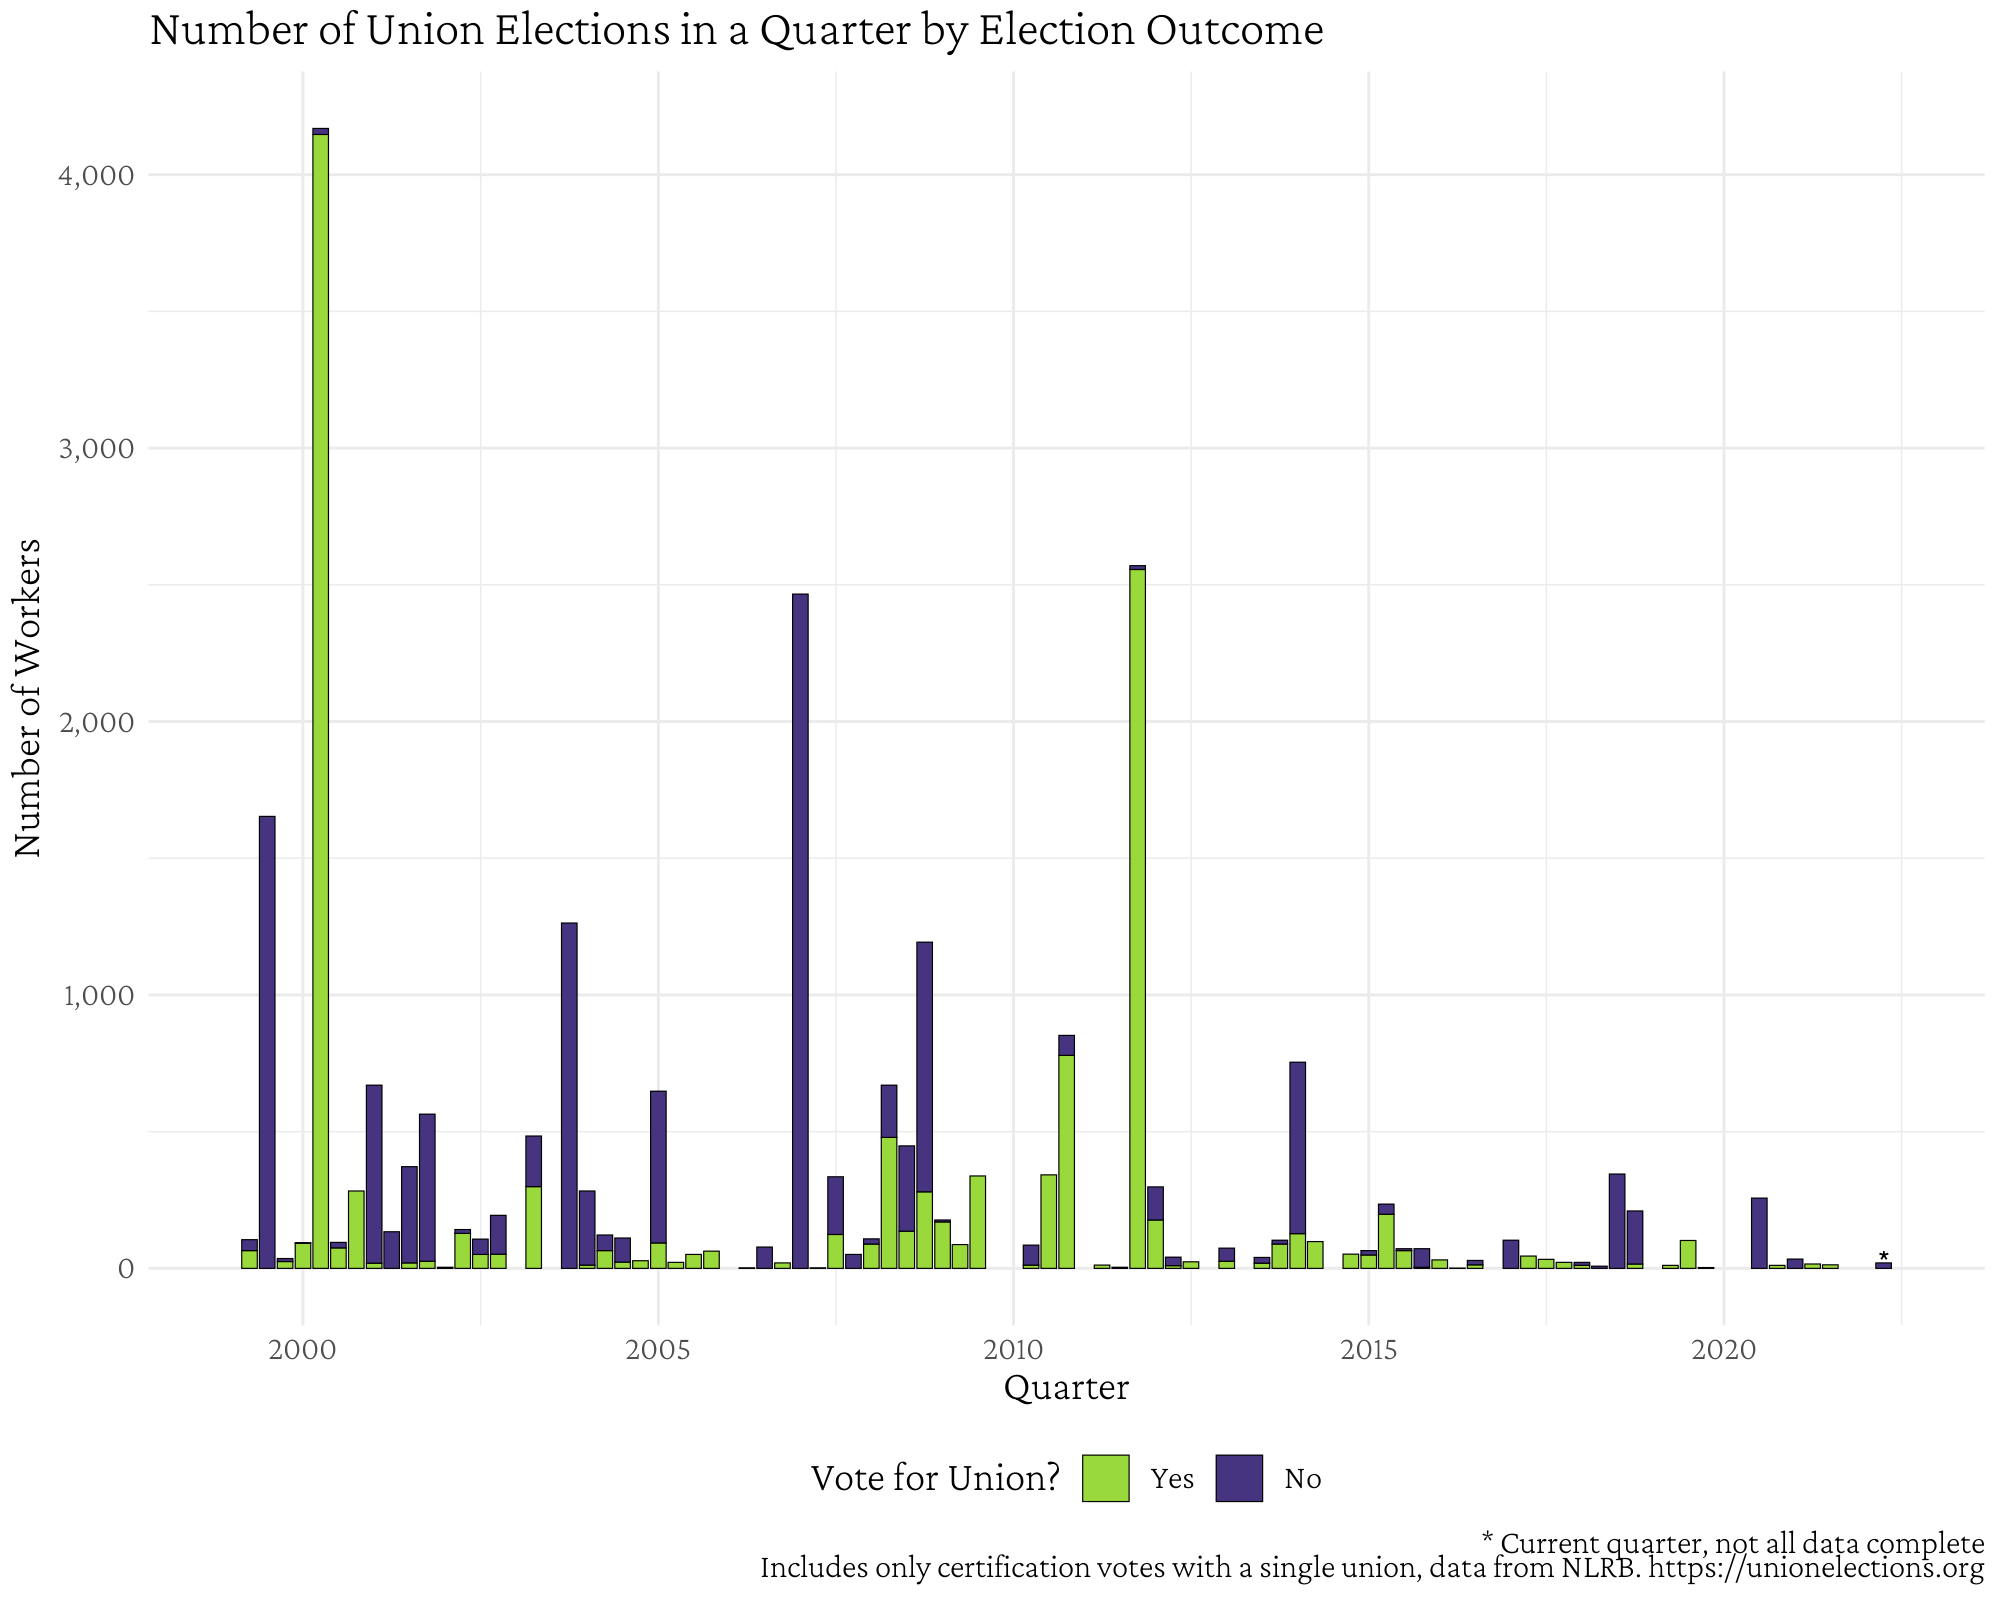 Number of Union Elections in a Quarter by Election Outcome
Number of Workers
4,000
3,000
2,000
1,000
0
*
2000 2005 2010 2015 2020
Quarter
Vote for Union? Yes No
* Current quarter, not all data complete
Includes only certification votes with a single union, data from NLRB. https://unionelections.org